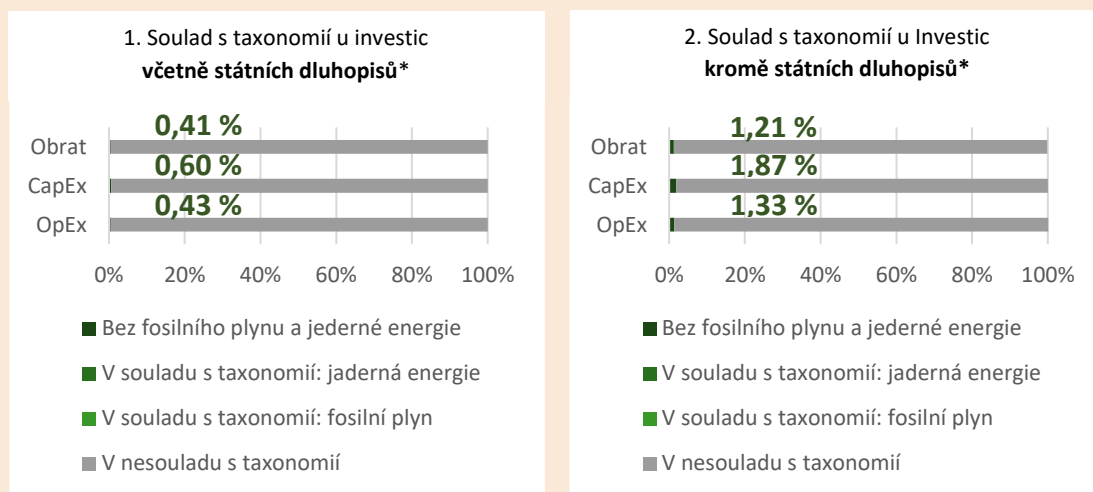 1. Soulad s taxonomií u investic
včetně státních dluhopisů*
0,41 %
Obrat
0,60 %
CapEx
0,43 %
OpEx
0% 20% 40% 60% 80% 100%
Bez fosilního plynu a jederné energie
V souladu s taxonomií: jaderná energie
V souladu s taxonomií: fosilní plyn
V nesouladu s taxonomií
2. Soulad s taxonomií u Investic
kromě státních dluhopisů*
1,21 %
Obrat
1,87 %
CapEx
1,33 %
OpEx
0% 20% 40% 60% 80% 100%
Bez fosilního plynu a jederné energie
V souladu s taxonomií: jaderná energie
V souladu s taxonomií: fosilní plyn
V nesouladu s taxonomií